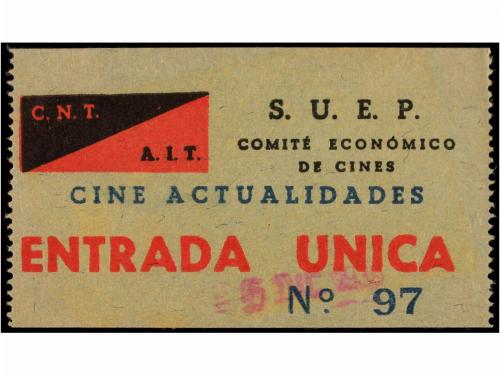 C. N. T.
A. I. T.
S. U. E. P.
COMITÉ ECONÓMICO
DE CINES
CINE ACTUALIDADES
ENTRADA UNICA
Nº 97